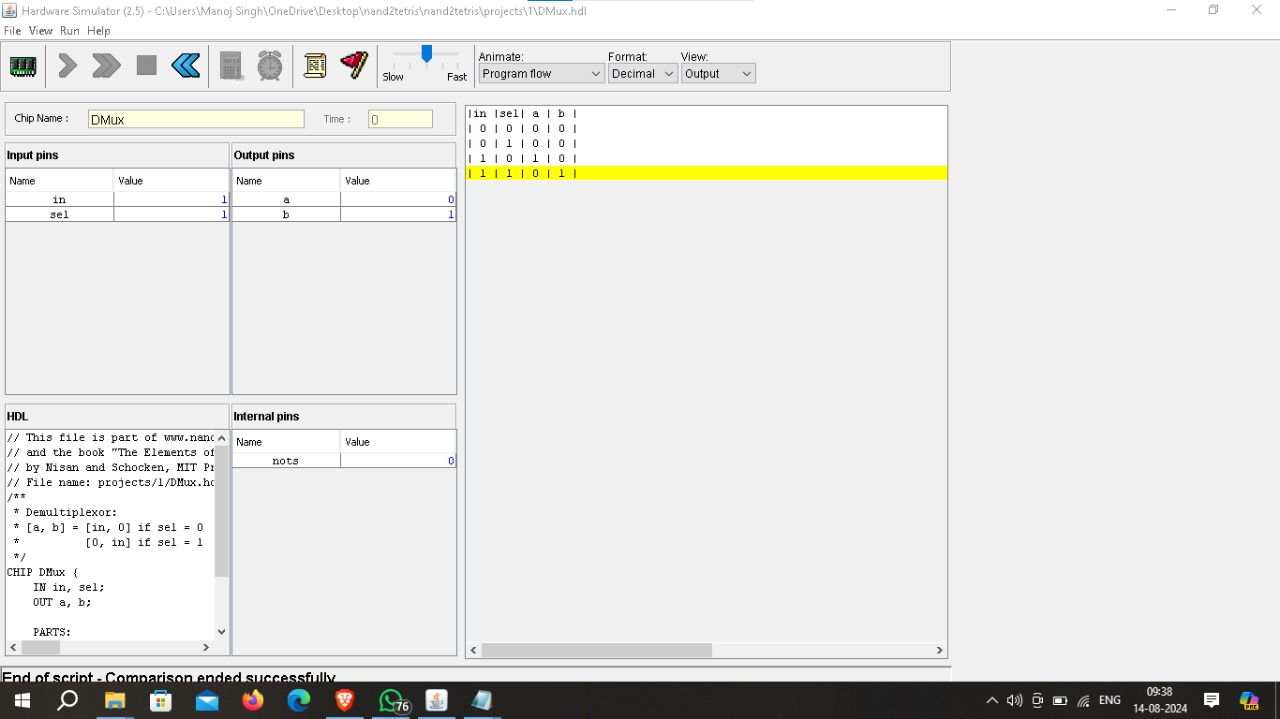 Hardware Simulator (2.5) - C:\Users\Manoj Singh\OneDrive\Desktop\nand2tetris\nand2tetris\projects\1\DMux.hdl
File View Run Help
Slow Fast
Animate: Format: View:
Program flow Decimal Output
Chip Name : DMux Time : 0
Input pins
Name Value
in 1
sel 1
Output pins
Name Value
a 0
b 1
HDL
// This file is part of www.nand
// and the book "The Elements of
// by Nisan and Schocken, MIT Pr
// File name: projects/1/DMux.hd
/**
* Demultiplexor:
* [a, b] = [in, 0] if sel = 0
* [0, in] if sel = 1
*/
CHIP DMux {
IN in, sel;
OUT a, b;
PARTS:
Internal pins
Name Value
nots 0
|in |sel| a | b |
| 0 | 0 | 0 | 0 |
| 0 | 1 | 0 | 0 |
| 1 | 0 | 1 | 0 |
| 1 | 1 | 0 | 1 |
End of script - Comparison ended successfully
76
ENG
09:38
14-08-2024